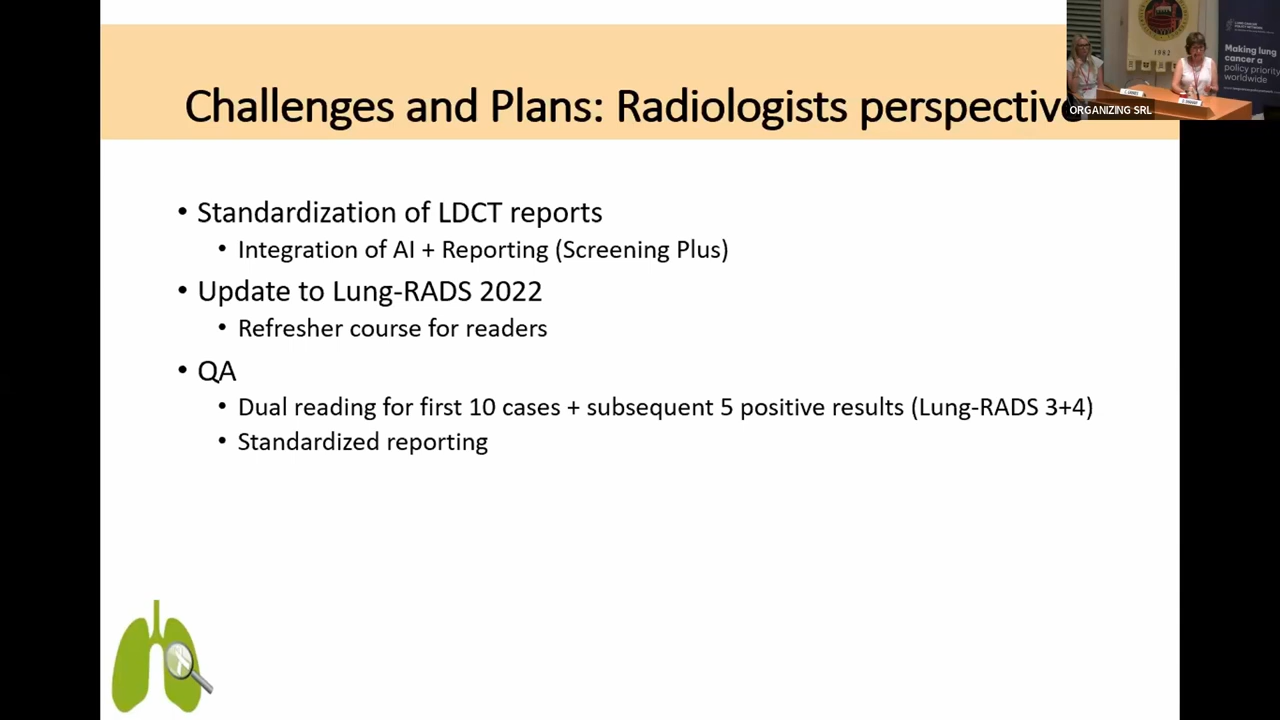 Challenges and Plans: Radiologists perspective
• Standardization of LDCT reports
• Integration of AI + Reporting (Screening Plus)
• Update to Lung-RADS 2022
• Refresher course for readers
• QA
• Dual reading for first 10 cases + subsequent 5 positive results (Lung-RADS 3+4)
• Standardized reporting
1982
Making lung
cancer a
policy priority
worldwide
ORGANIZING SRL